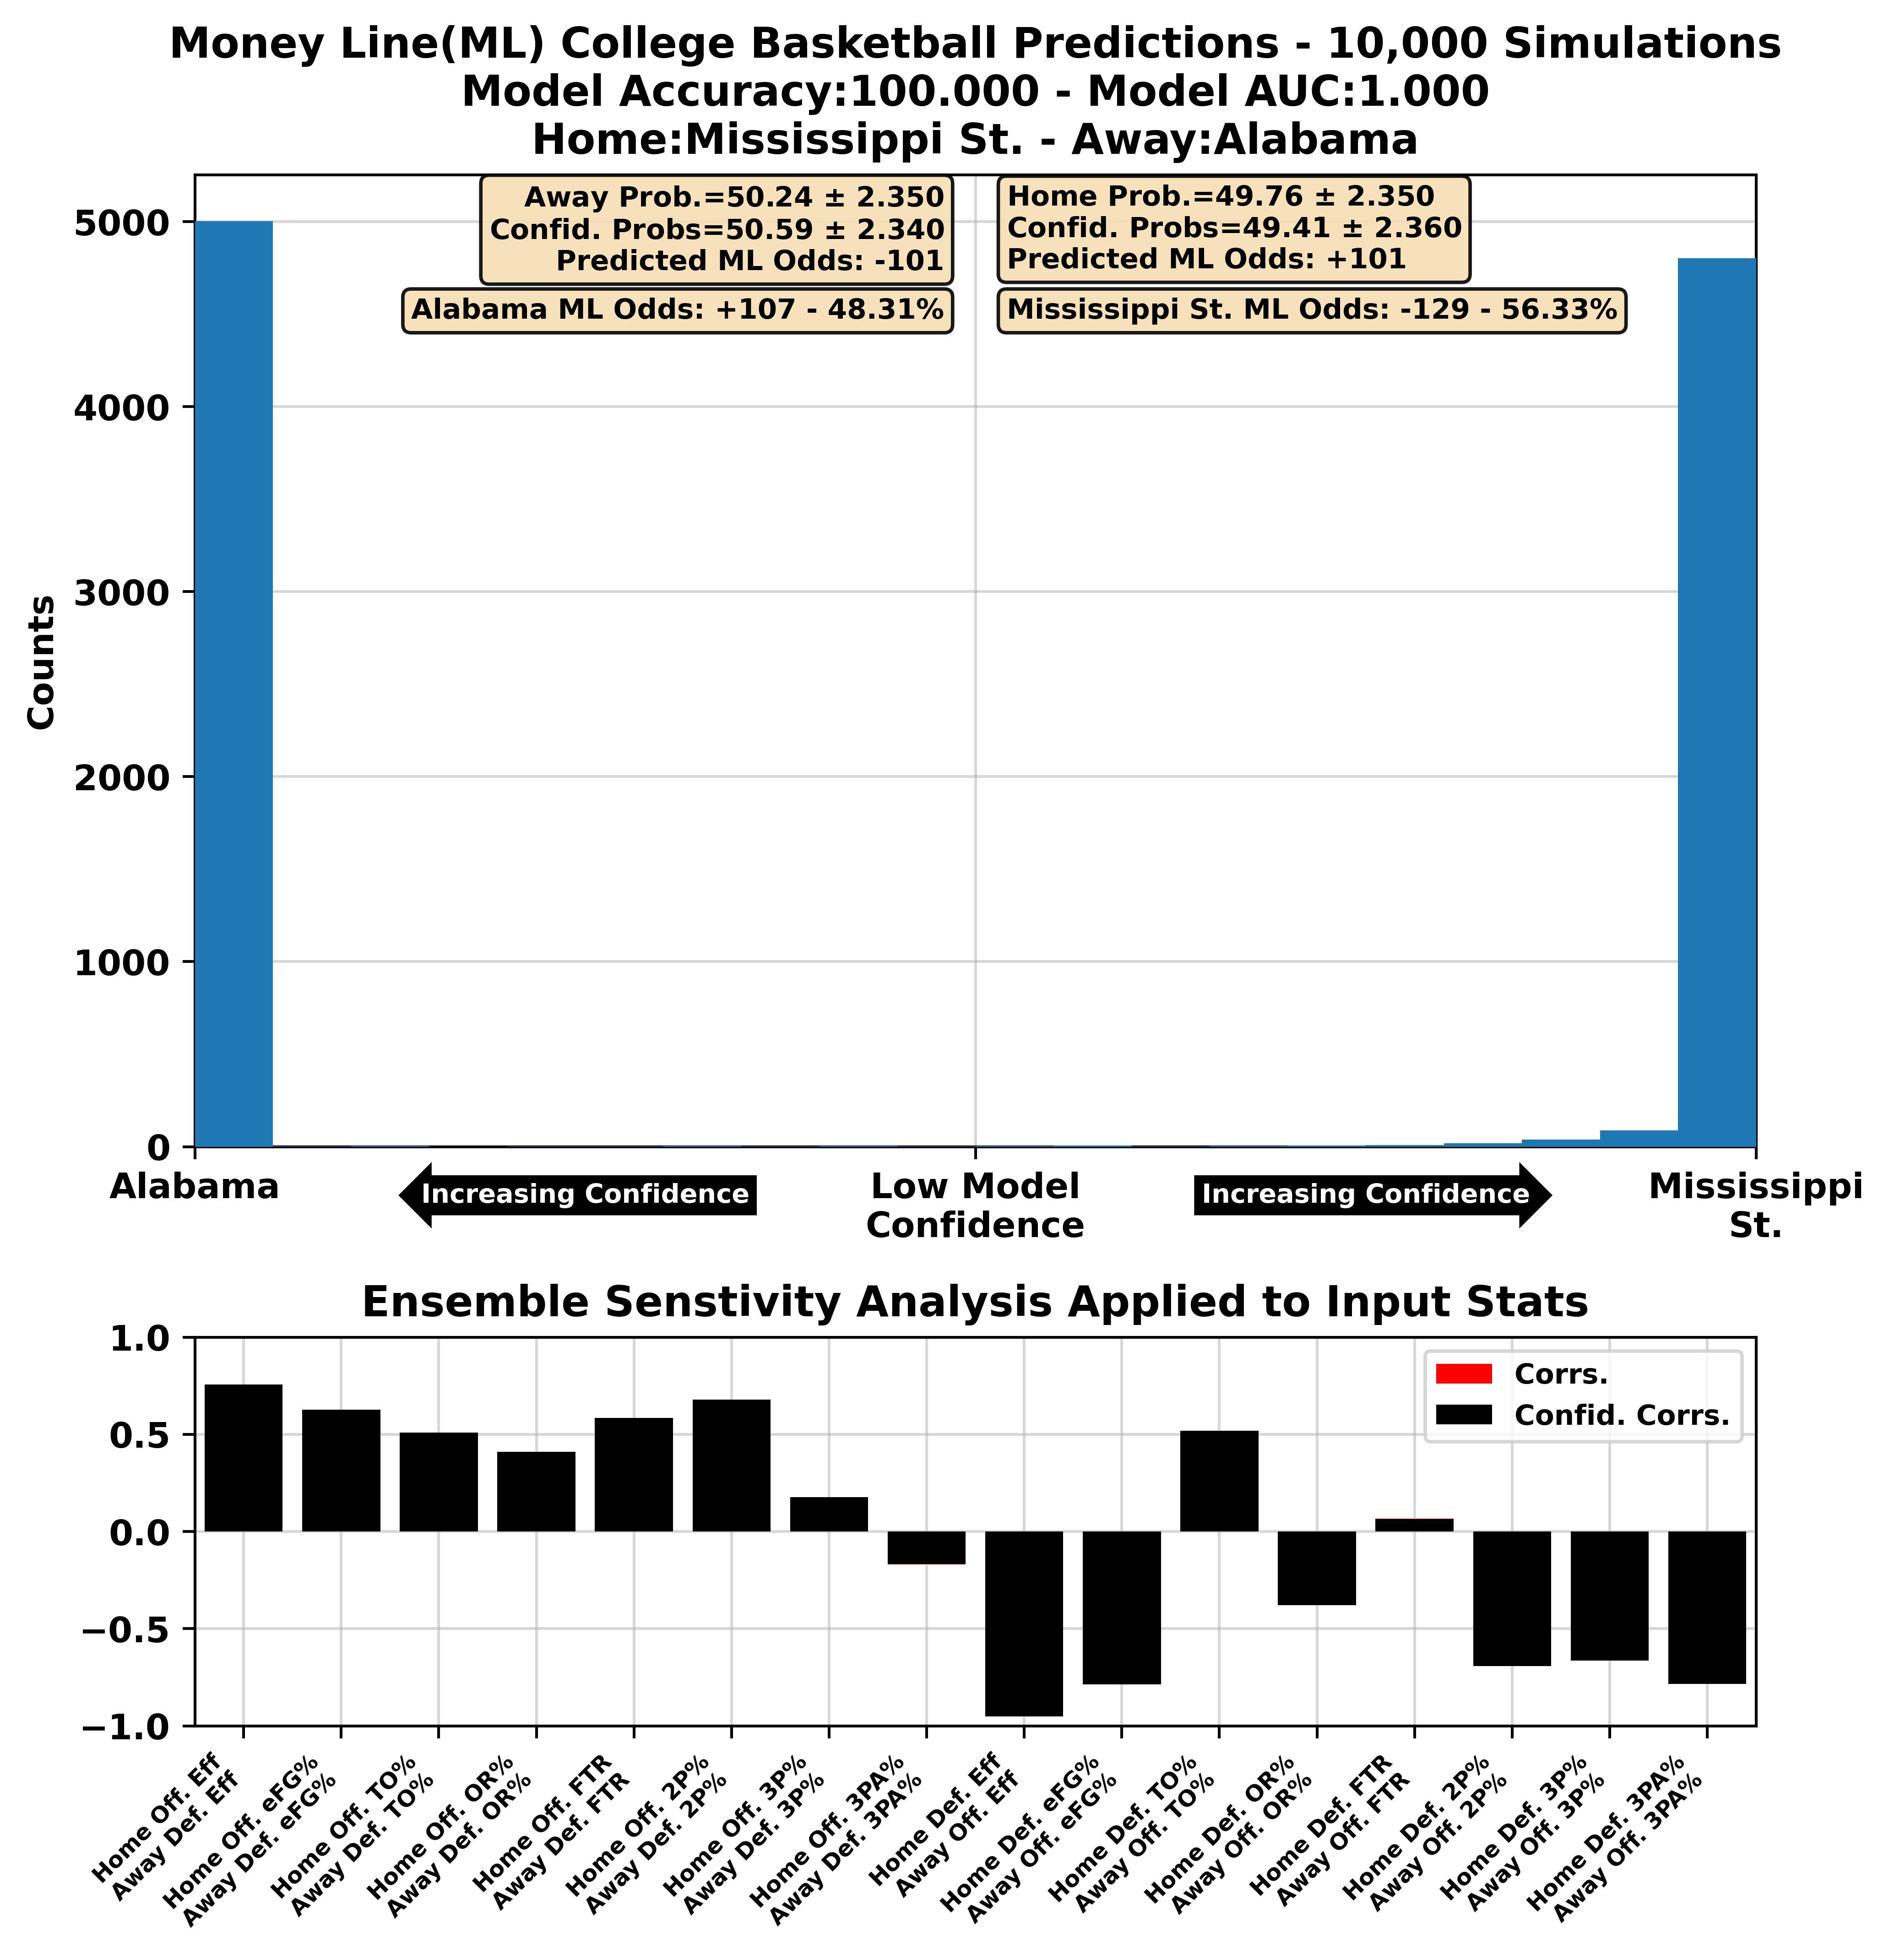 Money Line(ML) College Basketball Predictions - 10,000 Simulations
Model Accuracy:100.000 - Model AUC:1.000
Home:Mississippi St. - Away:Alabama
Away Prob.=50.24 ± 2.350
Confid. Probs=50.59 ± 2.340
Predicted ML Odds: -101
Alabama ML Odds: +107 - 48.31%
Home Prob.=49.76 ± 2.350
Confid. Probs=49.41 ± 2.360
Predicted ML Odds: +101
Mississippi St. ML Odds: -129 - 56.33%
Counts
5000
4000
3000
2000
1000
0
Alabama
Increasing Confidence
Low Model
Confidence
Increasing Confidence
Mississippi
St.
Ensemble Senstivity Analysis Applied to Input Stats
1.0
0.5
0.0
−0.5
−1.0
Corrs.
Confid. Corrs.
Home Off. Eff
Away Def. Eff
Home Off. eFG%
Away Def. eFG%
Home Off. TO%
Away Def. TO%
Home Off. OR%
Away Def. OR%
Home Off. FTR
Away Def. FTR
Home Off. 2P%
Away Def. 2P%
Home Off. 3P%
Away Def. 3P%
Home Off. 3PA%
Away Def. 3PA%
Home Def. Eff
Away Off. Eff
Home Def. eFG%
Away Off. eFG%
Home Def. TO%
Away Off. TO%
Home Def. OR%
Away Off. OR%
Home Def. FTR
Away Off. FTR
Home Def. 2P%
Away Off. 2P%
Home Def. 3P%
Away Off. 3P%
Home Def. 3PA%
Away Off. 3PA%